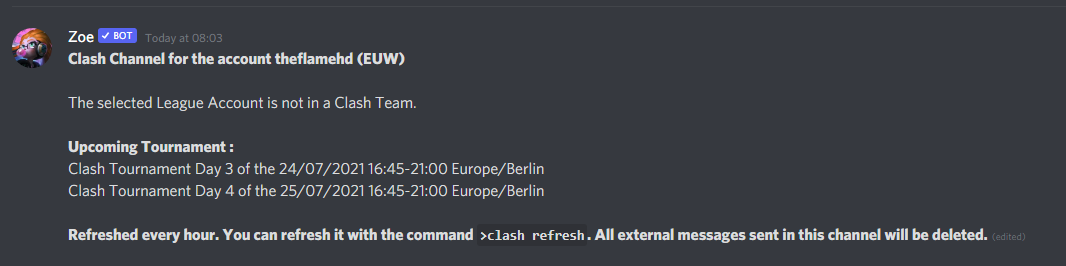 Zoe ✓ BOT Today at 08:03
Clash Channel for the account theflamehd (EUW)
The selected League Account is not in a Clash Team.
Upcoming Tournament :
Clash Tournament Day 3 of the 24/07/2021 16:45-21:00 Europe/Berlin
Clash Tournament Day 4 of the 25/07/2021 16:45-21:00 Europe/Berlin
Refreshed every hour. You can refresh it with the command >clash refresh. All external messages sent in this channel will be deleted. (edited)